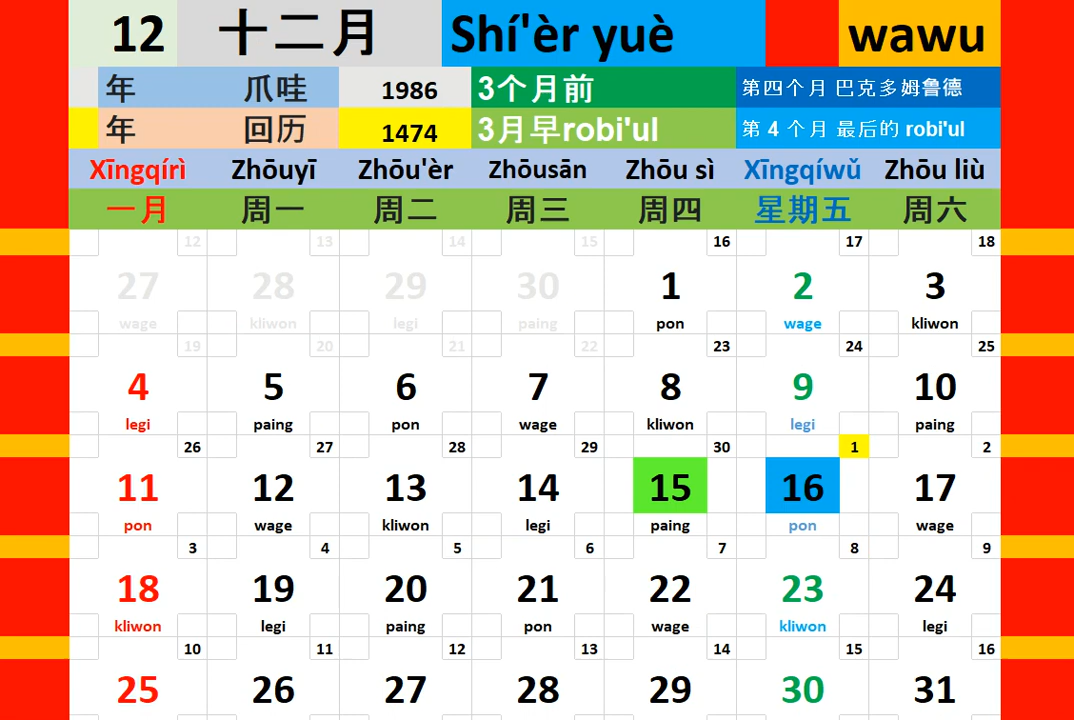 12 十二月 Shí'èr yuè wawu
年 爪哇 1986 3个月前 第四个月 巴克多姆鲁德
年 回历 1474 3月早robi'ul 第 4 个月 最后的 robi'ul
Xīngqírì Zhōuyī Zhōu'èr Zhōusān Zhōu sì Xīngqíwǔ Zhōu liù
一月 周一 周二 周三 周四 星期五 周六
12 13 14 15 16 17 18
27 28 29 30 1 2 3
wage kliwon legi paing pon wage kliwon
19 20 21 22 23 24 25
4 5 6 7 8 9 10
legi paing pon wage kliwon legi paing
26 27 28 29 30 1 2
11 12 13 14 15 16 17
pon wage kliwon legi paing pon wage
3 4 5 6 7 8 9
18 19 20 21 22 23 24
kliwon legi paing pon wage kliwon legi
10 11 12 13 14 15 16
25 26 27 28 29 30 31